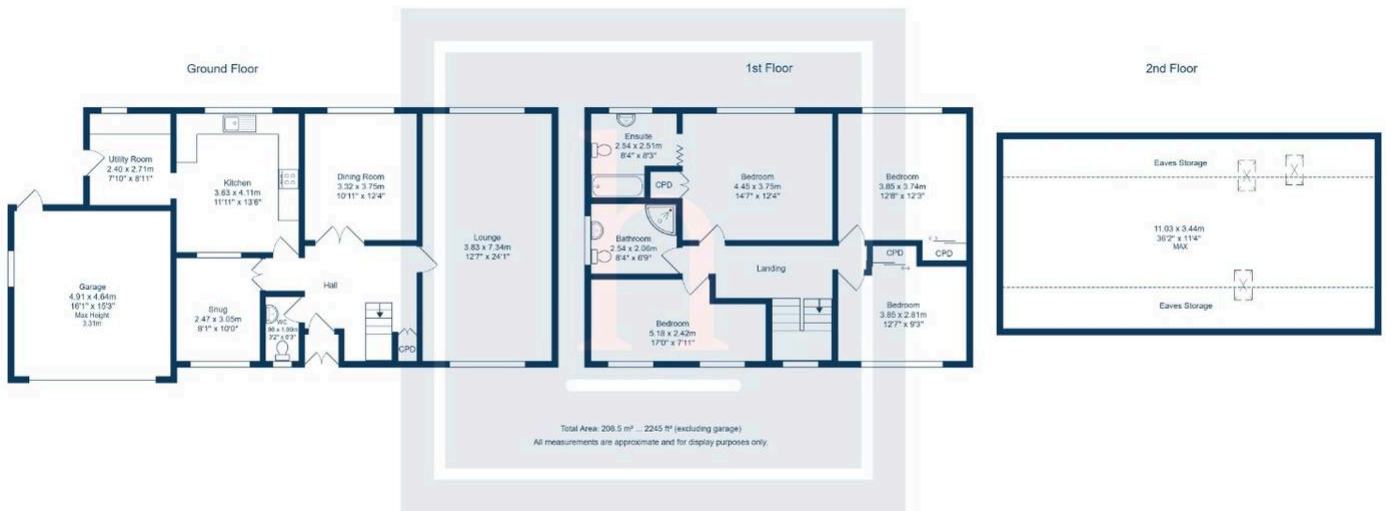 Ground Floor
1st Floor
2nd Floor
Utility Room
2.40 x 2.71m
7'10" x 8'11"
Kitchen
3.63 x 4.11m
11'11" x 13'6"
Dining Room
3.32 x 3.75m
10'11" x 12'4"
Lounge
3.83 x 7.34m
12'7" x 24'1"
Garage
4.91 x 4.64m
16'1" x 15'3"
Max Height
3.31m
Snug
2.47 x 3.05m
8'1" x 10'0"
Hall
WC
3'2" x 6'3"
CPD
Ensuite
2.54 x 2.51m
8'4" x 8'3"
CPD
Bedroom
4.45 x 3.75m
14'7" x 12'4"
Bedroom
3.85 x 3.74m
12'8" x 12'3"
CPD
CPD
Bathroom
2.54 x 2.06m
8'4" x 6'9"
Landing
Bedroom
5.18 x 2.42m
17'0" x 7'11"
Bedroom
3.85 x 2.81m
12'7" x 9'3"
Eaves Storage
11.03 x 3.44m
36'2" x 11'4"
MAX
Eaves Storage
n
Total Area: 208.5 m² ... 2245 ft² (excluding garage)
All measurements are approximate and for display purposes only.